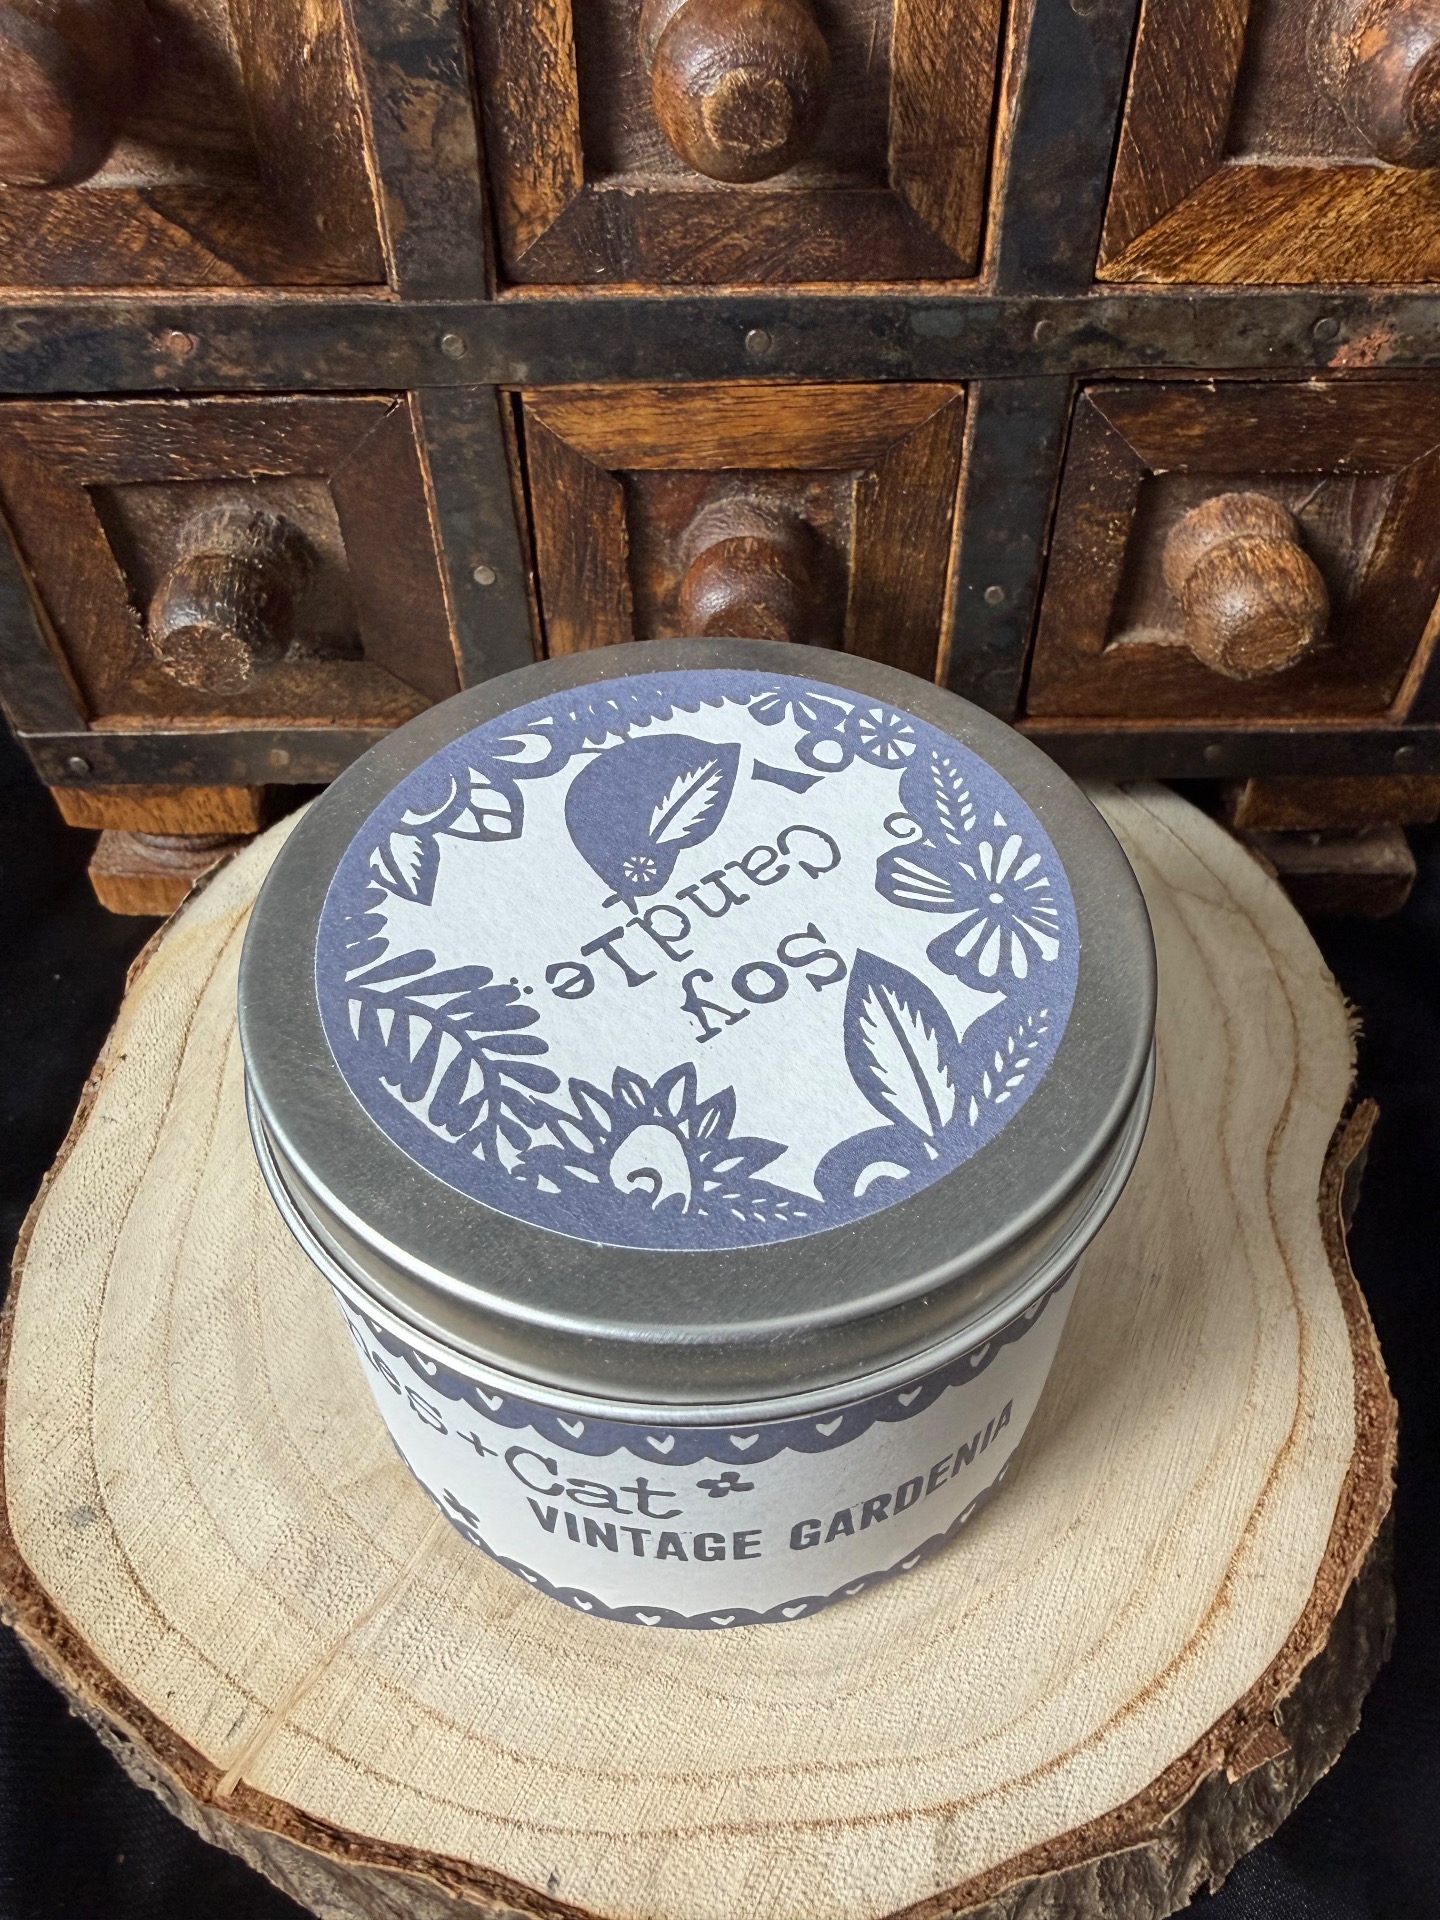 Soy
Candle
+Cat
VINTAGE GARDENIA